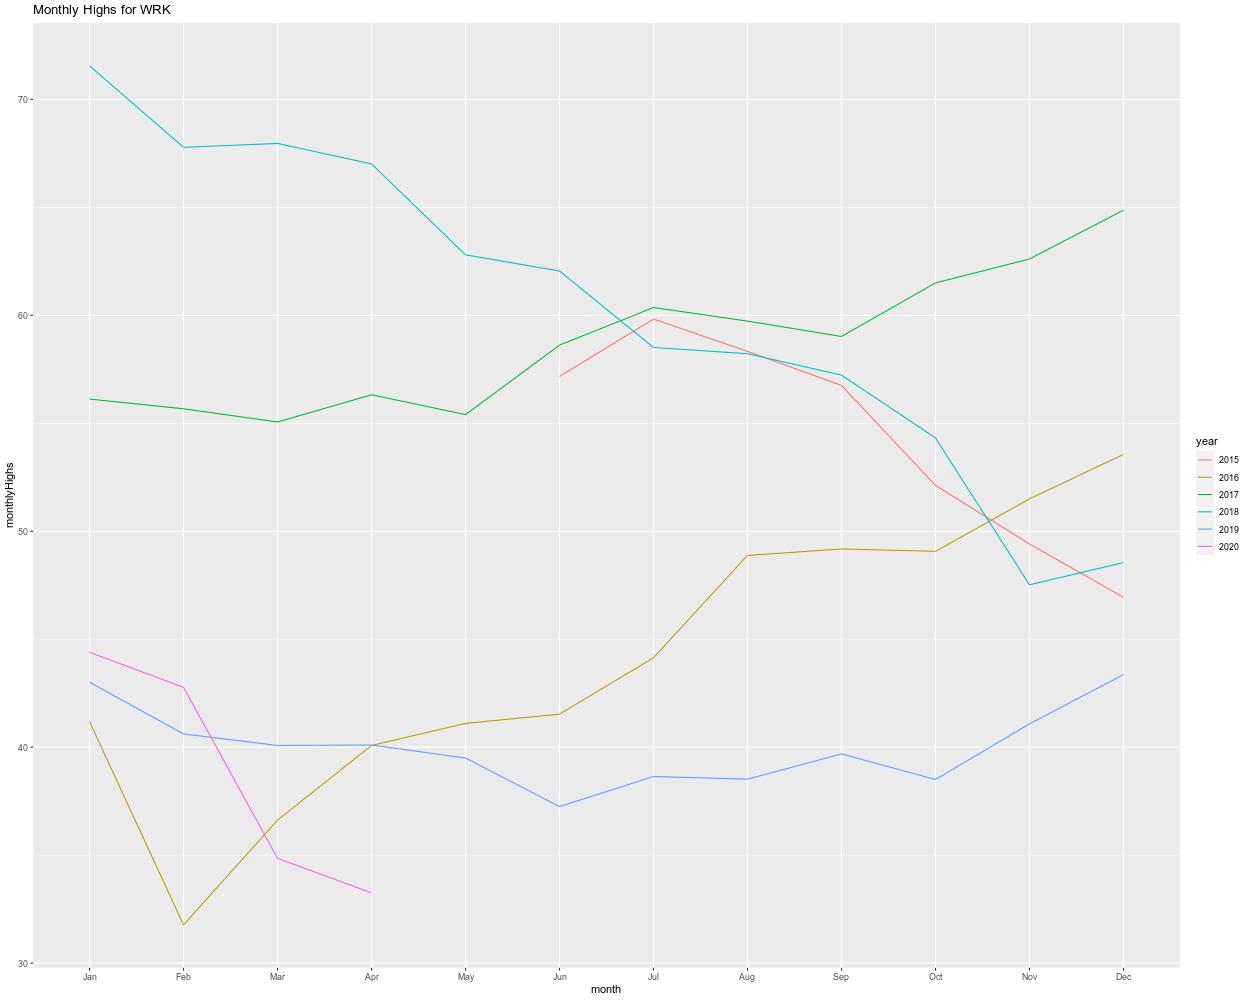 Monthly Highs for WRK
70
60
50
40
30
monthlyHighs
Jan Feb Mar Apr May Jun Jul Aug Sep Oct Nov Dec
month
year
2015
2016
2017
2018
2019
2020